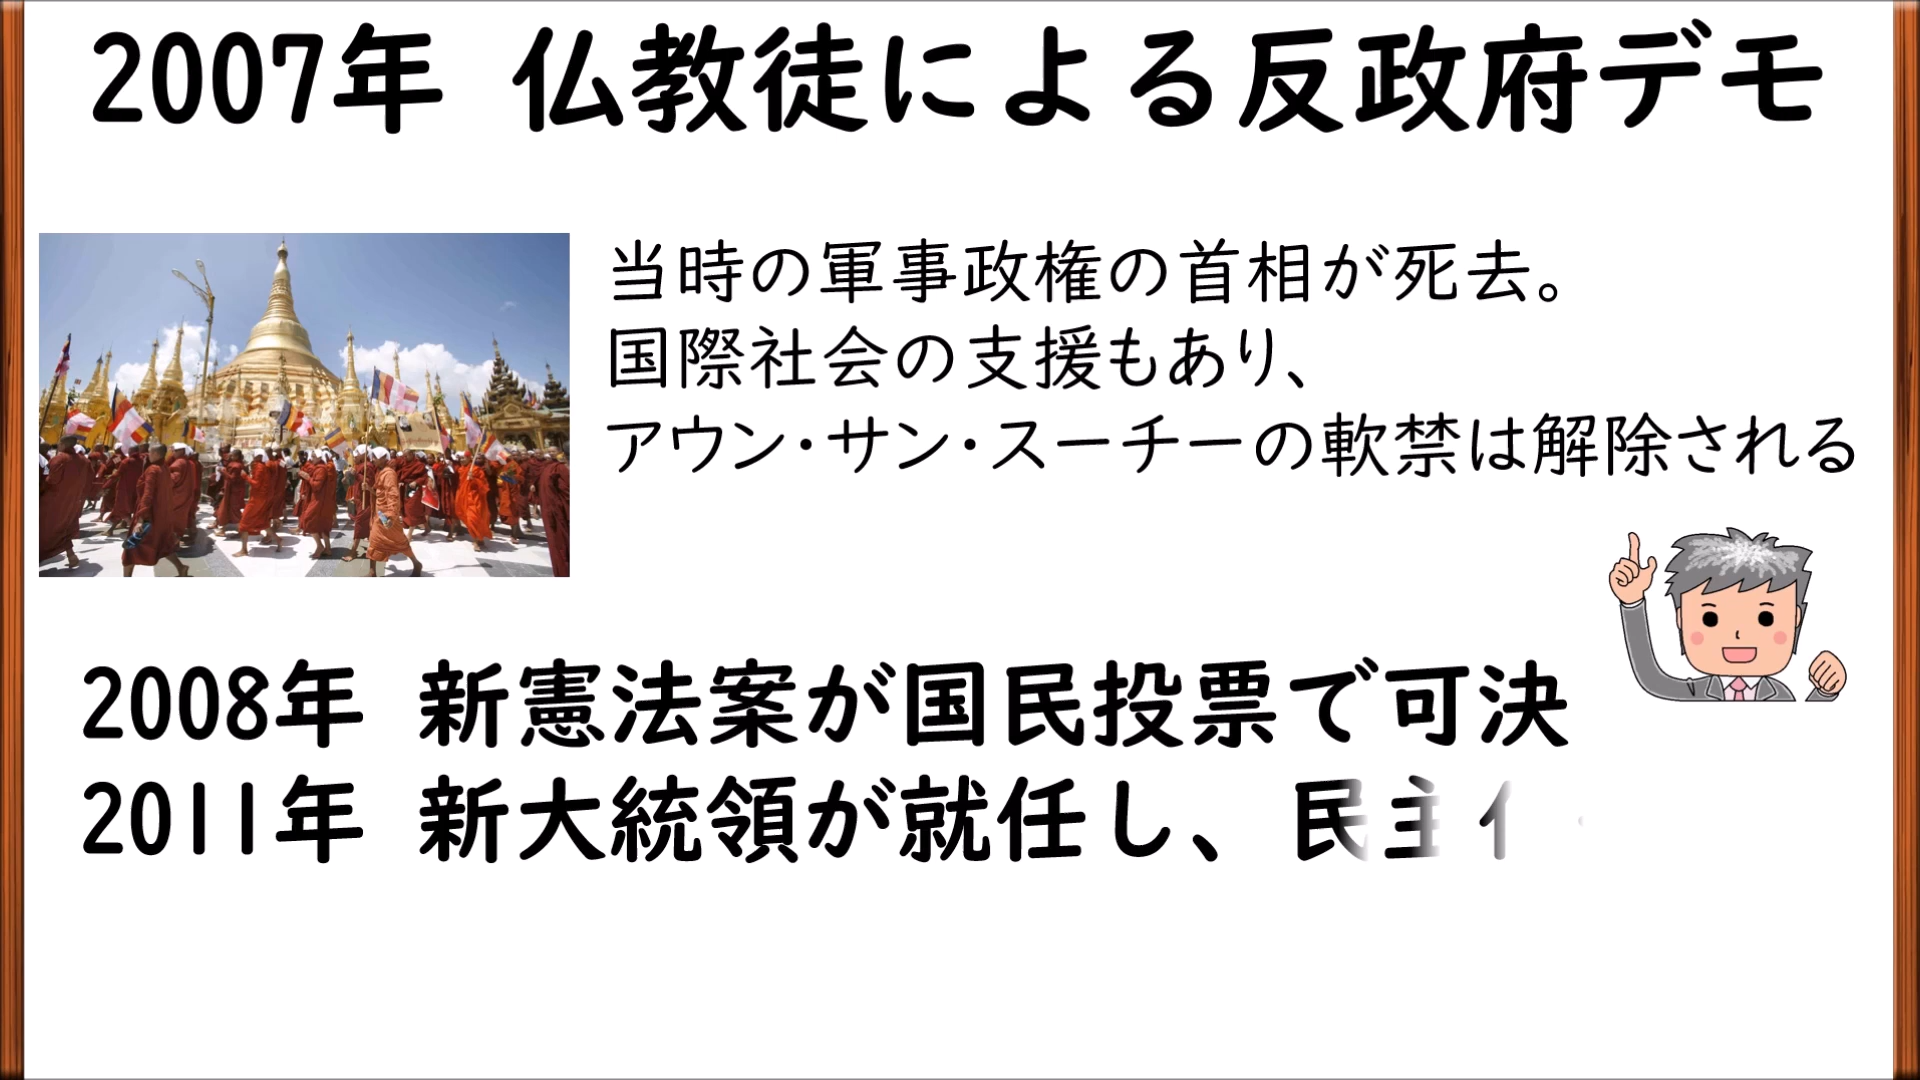 2007年 仏教徒による反政府デモ
当時の軍事政権の首相が死去。
国際社会の支援もあり、
アウン・サン・スーチーの軟禁は解除される
2008年 新憲法案が国民投票で可決
2011年 新大統領が就任し、民主